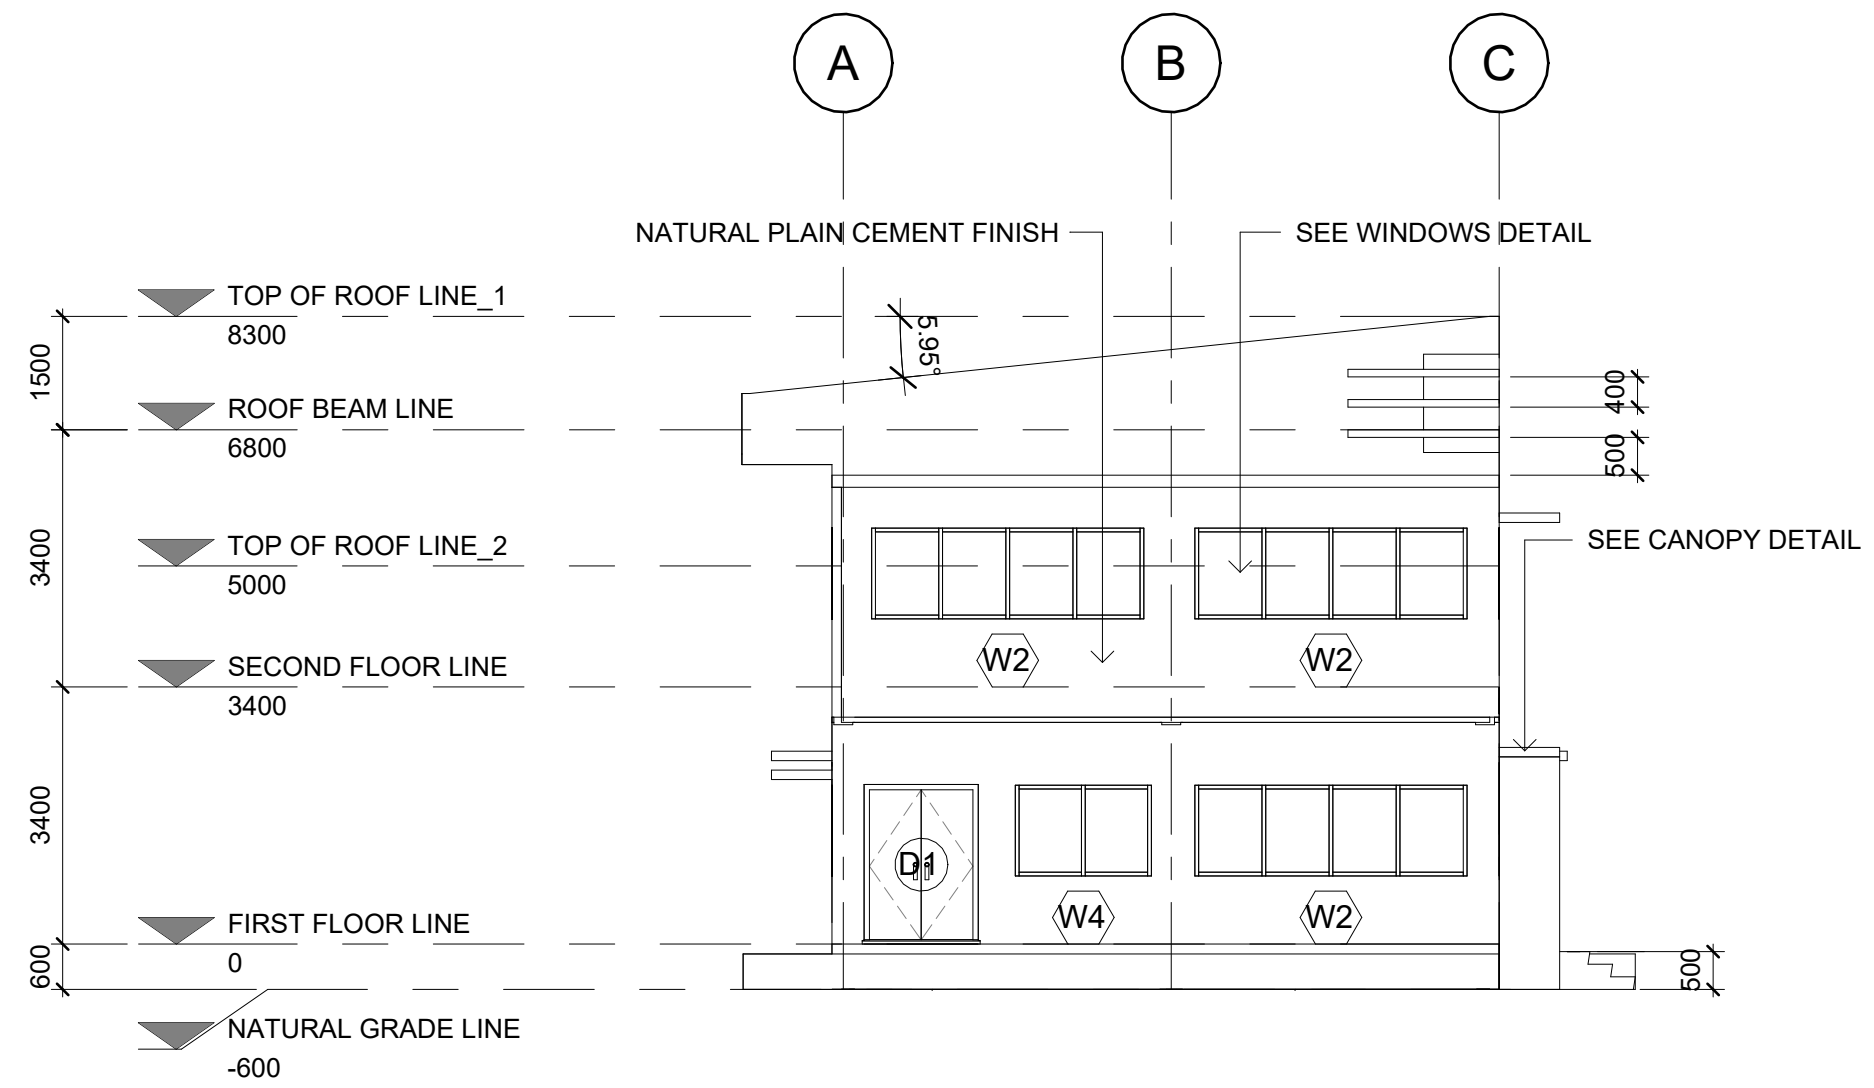 A
B
C
NATURAL PLAIN CEMENT FINISH
SEE WINDOWS DETAIL
TOP OF ROOF LINE_1
8300
5.95°
1500
400
ROOF BEAM LINE
6800
500
TOP OF ROOF LINE_2
5000
3400
SEE CANOPY DETAIL
SECOND FLOOR LINE
3400
W2
W2
3400
D1
W4
W2
FIRST FLOOR LINE
0
600
500
NATURAL GRADE LINE
-600